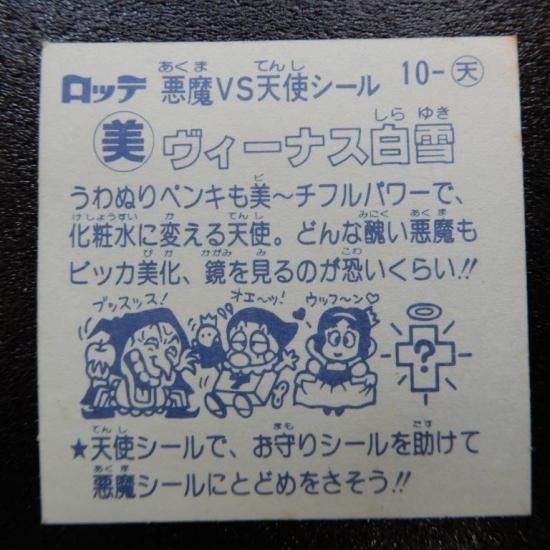 ロッテ 悪魔VS天使シール 10-天
美 ヴィーナス白雪
うわぬりペンキも美〜チフルパワーで、
化粧水に変える天使。どんな醜い悪魔も
ビッカ美化、鏡を見るのが恐いくらい!!
ブッスッス! オエ〜ッ! ウッフ〜ン♡
?
★天使シールで、お守りシールを助けて
悪魔シールにとどめをさそう!!